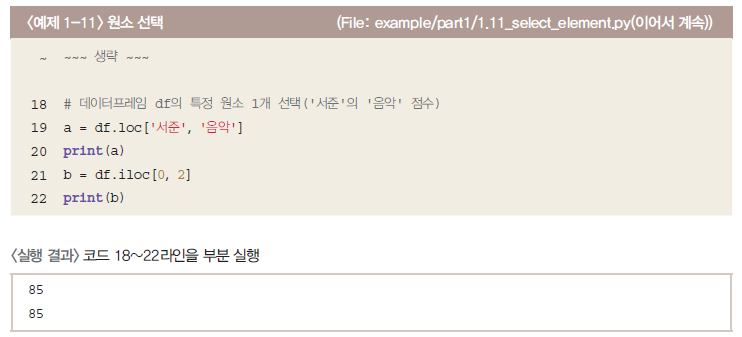 〈예제 1-11〉 원소 선택 (File: example/part1/1.11_select_element.py(이어서 계속))
~ ~~~ 생략 ~~~
18 # 데이터프레임 df의 특정 원소 1개 선택('서준'의 '음악' 점수)
19 a = df.loc['서준', '음악']
20 print(a)
21 b = df.iloc[0, 2]
22 print(b)
〈실행 결과〉 코드 18~22라인을 부분 실행
85
85